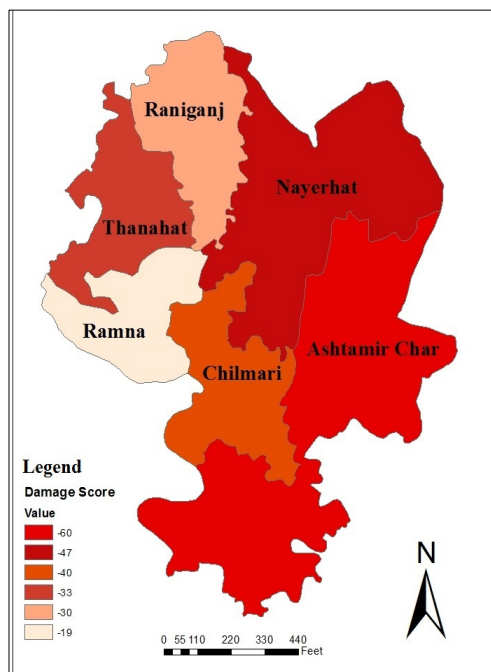 Raniganj
Nayerhat
Thanahat
Ramna
Ashtamir Char
Chilmari
Legend
Damage Score
Value
-60
-47
-40
-33
-30
-19
N
0 55 110 220 330 440
Feet